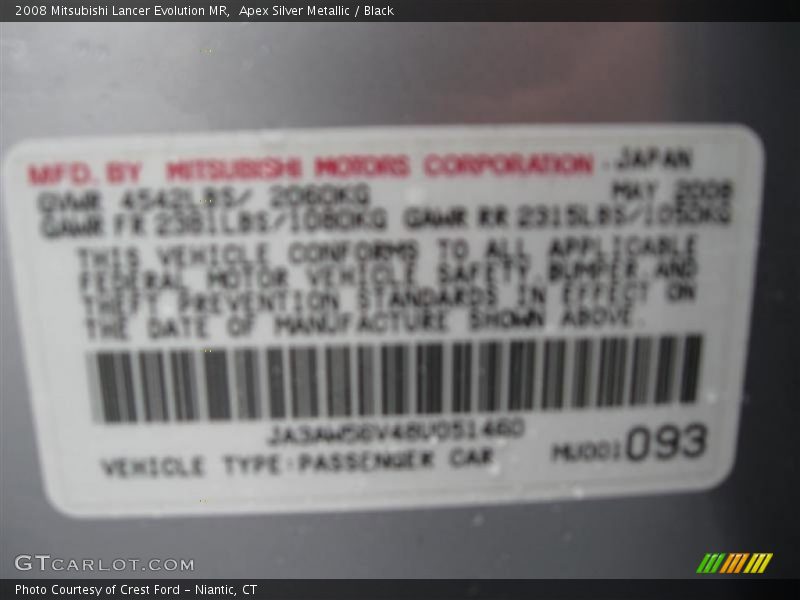 2008 Mitsubishi Lancer Evolution MR,  Apex Silver Metallic / Black
MFD. BY MITSUBISHI MOTORS CORPORATION . JAPAN
GVWR 4542LBS/ 2060KG MAY 2008
GAWR FR 2381LBS/1080KG GAWR RR 2315LBS/1050KG
THIS VEHICLE CONFORMS TO ALL APPLICABLE
FEDERAL MOTOR VEHICLE SAFETY, BUMPER, AND
THEFT PREVENTION STANDARDS IN EFFECT ON
THE DATE OF MANUFACTURE SHOWN ABOVE.
JA3AW56V48U051460
VEHICLE TYPE:PASSENGER CAR MU001093
GTCARLOT.COM
Photo Courtesy of Crest Ford – Niantic, CT